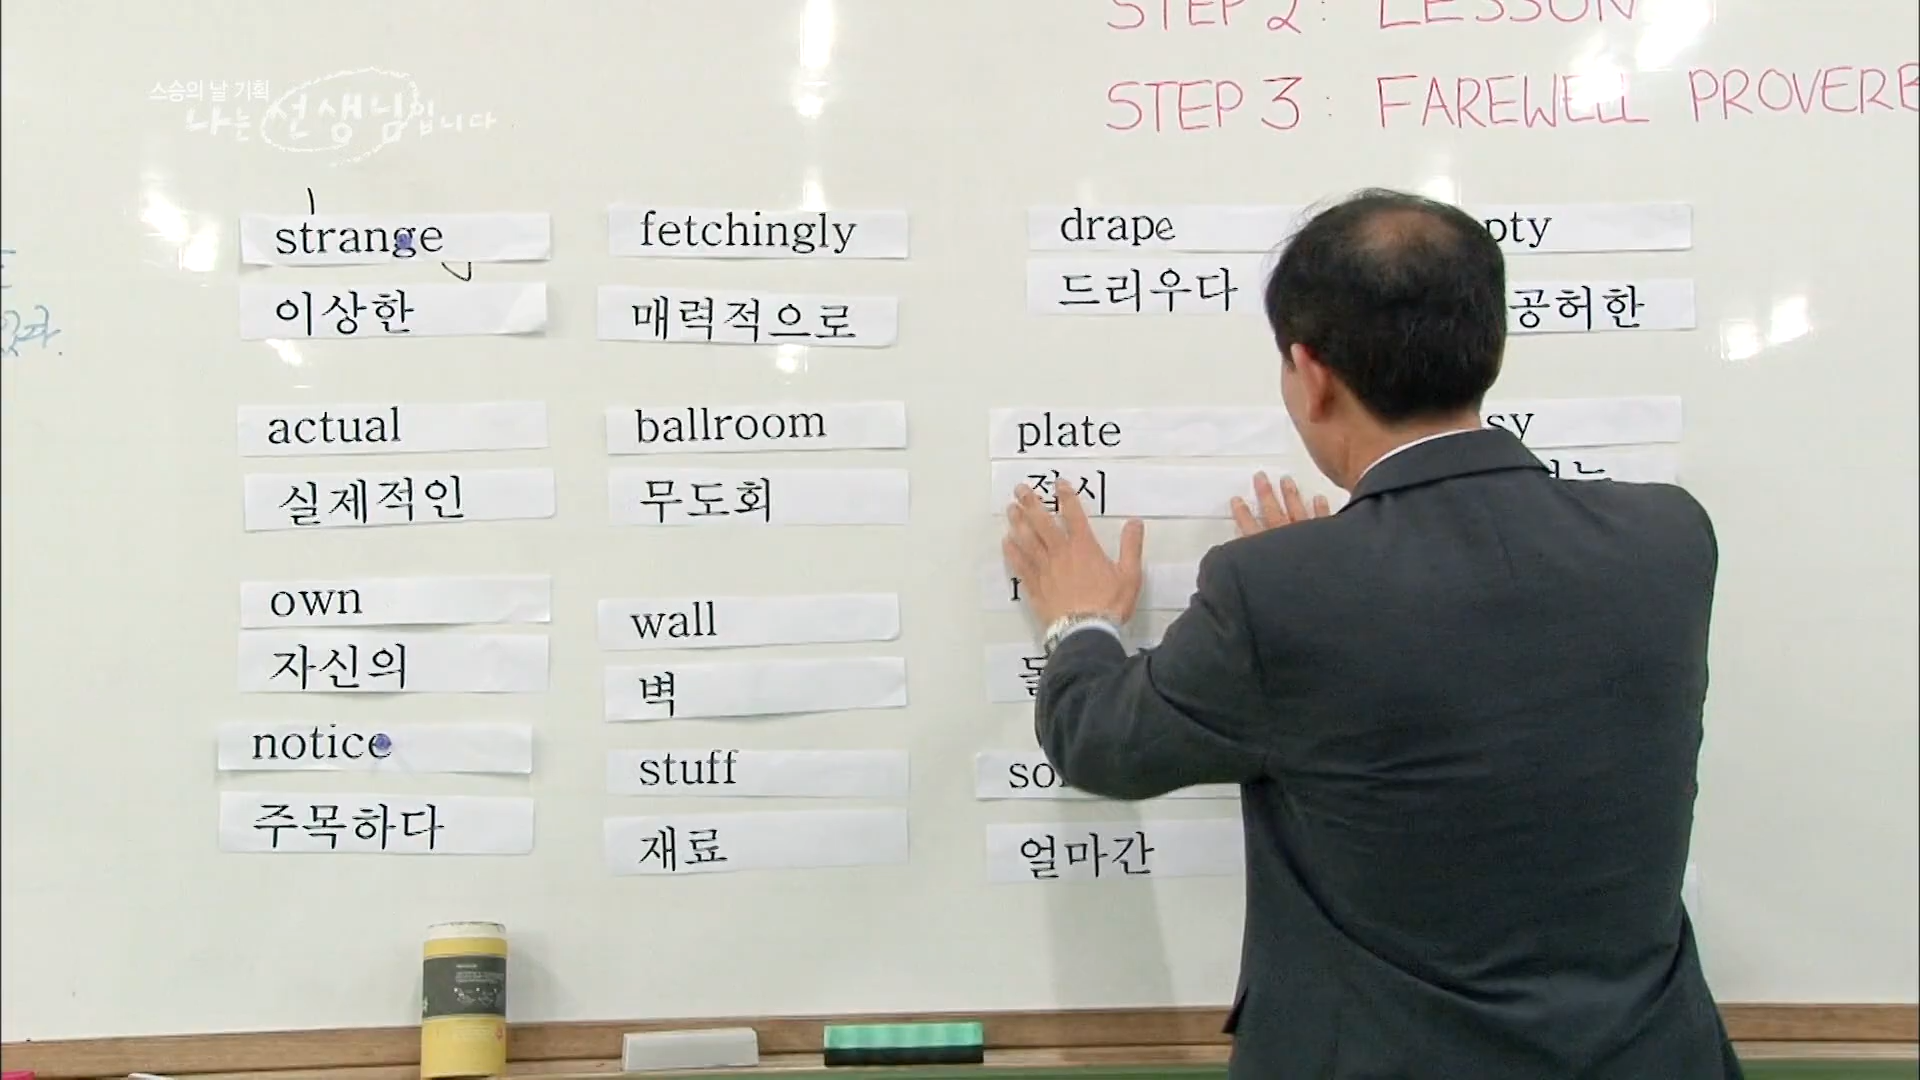 STEP 2: LESSON
STEP 3: FAREWELL PROVERB
스승의 날 기획
나는 선생님입니다
strange
이상한
actual
실제적인
own
자신의
notice
주목하다
fetchingly
매력적으로
ballroom
무도회
wall
벽
stuff
재료
drape
드리우다
plate
접시
얼마간
공허한